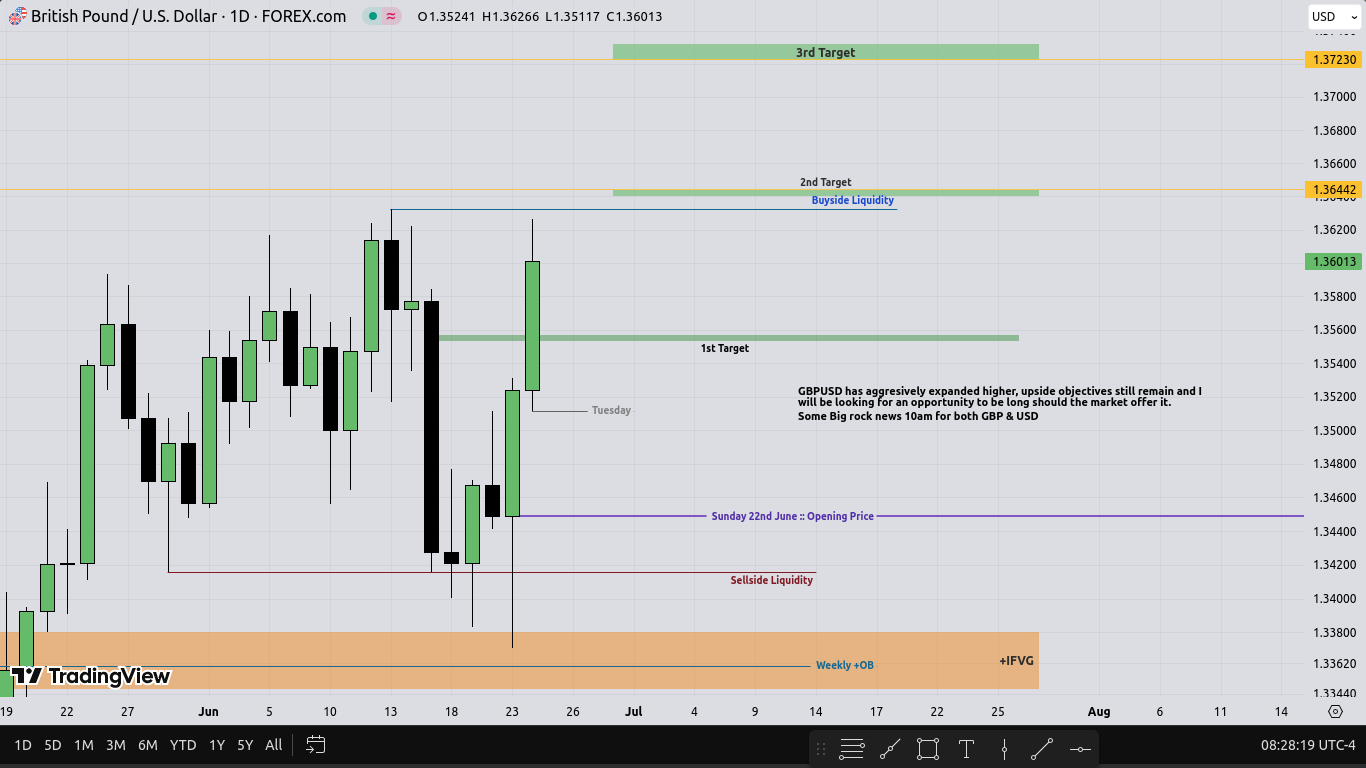 British Pound / U.S. Dollar · 1D · FOREX.com
O1.35241 H1.36266 L1.35117 C1.36013
USD
3rd Target
1.37230
1.37000
1.36800
1.36600
2nd Target
1.36442
1.36400
Buyside Liquidity
1.36200
1.36013
1.35800
1.35600
1st Target
1.35400
GBPUSD has aggresively expanded higher, upside objectives still remain and I
will be looking for an opportunity to be long should the market offer it.
Some Big rock news 10am for both GBP & USD
1.35200
Tuesday
1.35000
1.34800
1.34600
Sunday 22nd June :: Opening Price
1.34400
1.34200
Sellside Liquidity
1.34000
1.33800
+IFVG
Weekly +OB
1.33620
TradingView
1.33440
19 22 27 Jun 5 10 13 18 23 26 Jul 4 9 14 17 22 25 Aug 6 11 14
1D 5D 1M 3M 6M YTD 1Y 5Y All
08:28:19 UTC-4